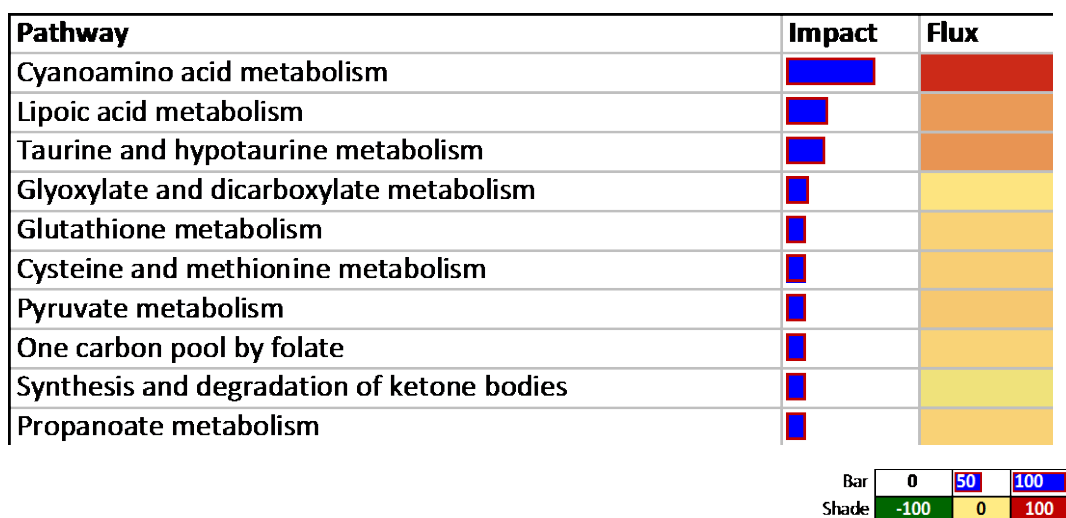 Pathway Impact Flux
Cyanoamino acid metabolism
Lipoic acid metabolism
Taurine and hypotaurine metabolism
Glyoxylate and dicarboxylate metabolism
Glutathione metabolism
Cysteine and methionine metabolism
Pyruvate metabolism
One carbon pool by folate
Synthesis and degradation of ketone bodies
Propanoate metabolism
Bar 0 50 100
Shade -100 0 100